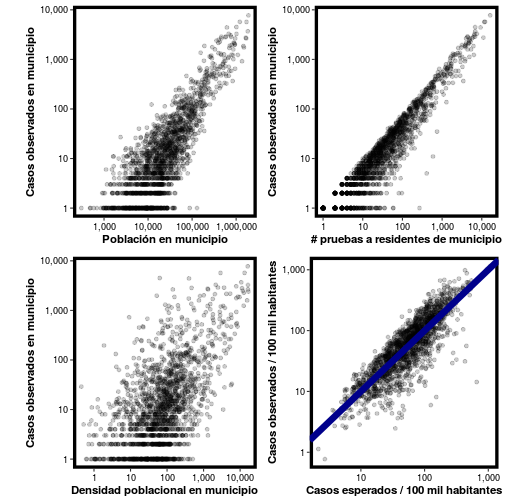 10,000
1,000
100
10
1
Casos observados en municipio
1,000 10,000 100,000 1,000,000
Población en municipio
10,000
1,000
100
10
1
Casos observados en municipio
1 10 100 1,000 10,000
# pruebas a residentes de municipio
10,000
1,000
100
10
1
Casos observados en municipio
1 10 100 1,000 10,000
Densidad poblacional en municipio
1,000
100
10
1
Casos observados / 100 mil habitantes
10 100 1,000
Casos esperados / 100 mil habitantes